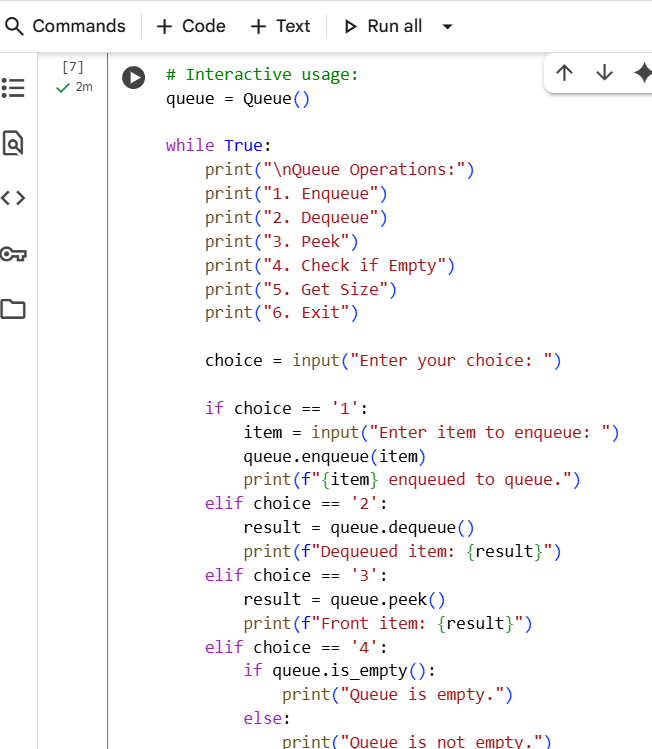 Commands + Code + Text Run all
[7]
2m
# Interactive usage:
queue = Queue()
while True:
    print("\nQueue Operations:")
    print("1. Enqueue")
    print("2. Dequeue")
    print("3. Peek")
    print("4. Check if Empty")
    print("5. Get Size")
    print("6. Exit")
    choice = input("Enter your choice: ")
    if choice == '1':
        item = input("Enter item to enqueue: ")
        queue.enqueue(item)
        print(f"{item} enqueued to queue.")
    elif choice == '2':
        result = queue.dequeue()
        print(f"Dequeued item: {result}")
    elif choice == '3':
        result = queue.peek()
        print(f"Front item: {result}")
    elif choice == '4':
        if queue.is_empty():
            print("Queue is empty.")
        else:
            print("Queue is not empty.")